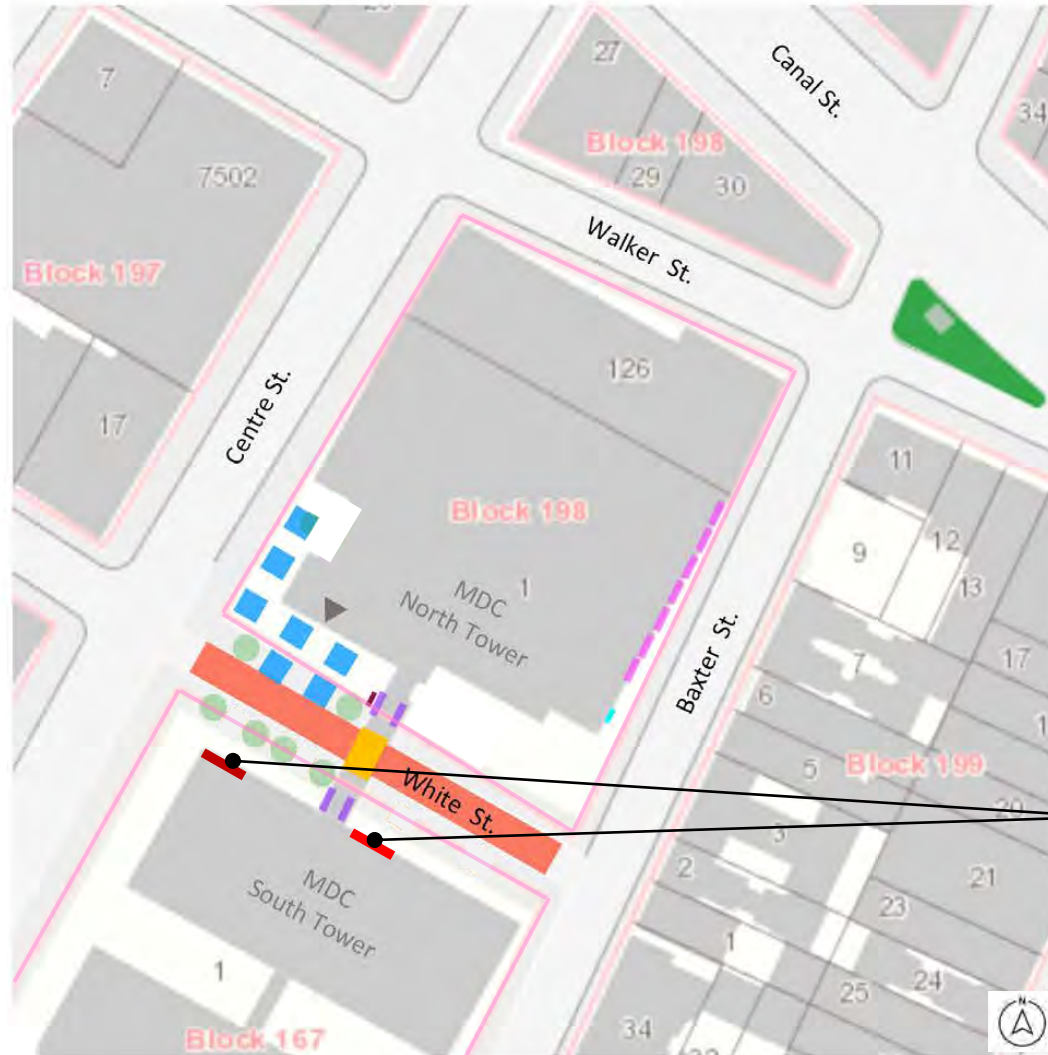 Canal St.
27
7
34
Block 198
7502
29
30
Walker St.
Block 197
126
Centre St.
17
11
Block 198
12
9
13
MDC
North Tower
1
Baxter St.
17
7
6
1
5
Block 199
White St.
20
3
2
21
MDC
South Tower
23
1
1
24
25
N
34
Block 167